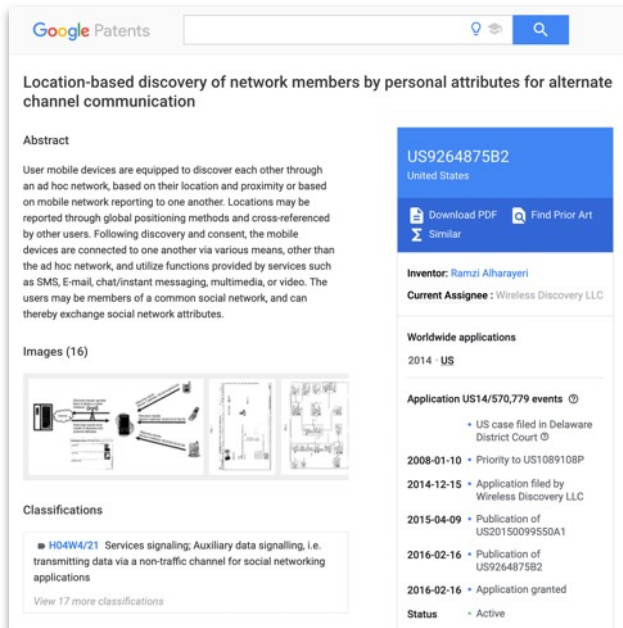 Google Patents
Location-based discovery of network members by personal attributes for alternate
channel communication
Abstract
User mobile devices are equipped to discover each other through
an ad hoc network, based on their location and proximity or based
on mobile network reporting to one another. Locations may be
reported through global positioning methods and cross-referenced
by other users. Following discovery and consent, the mobile
devices are connected to one another via various means, other than
the ad hoc network, and utilize functions provided by services such
as SMS, E-mail, chat/instant messaging, multimedia, or video. The
users may be members of a common social network, and can
thereby exchange social network attributes.
Images (16)
Classifications
H04W4/21 Services signaling; Auxiliary data signalling, i.e.
transmitting data via a non-traffic channel for social networking
applications
View 17 more classifications
US9264875B2
United States
Download PDF Find Prior Art
Similar
Inventor: Ramzi Alharayeri
Current Assignee : Wireless Discovery LLC
Worldwide applications
2014 · US
Application US14/570,779 events
• US case filed in Delaware
District Court
2008-01-10 • Priority to US1089108P
2014-12-15 • Application filed by
Wireless Discovery LLC
2015-04-09 • Publication of
US20150099550A1
2016-02-16 • Publication of
US9264875B2
2016-02-16 • Application granted
Status • Active